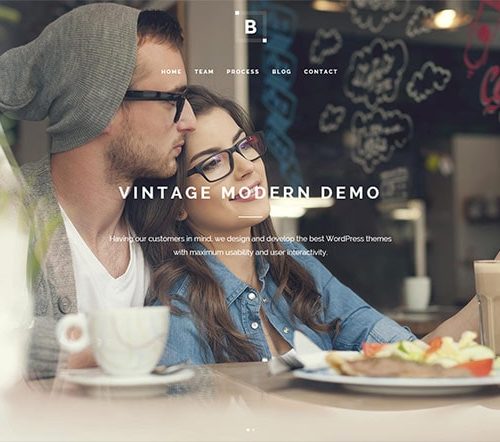 B
HOME TEAM PROCESS BLOG CONTACT
VINTAGE MODERN DEMO
Having our customers in mind, we design and develop the best WordPress themes
with maximum usability and user interactivity.